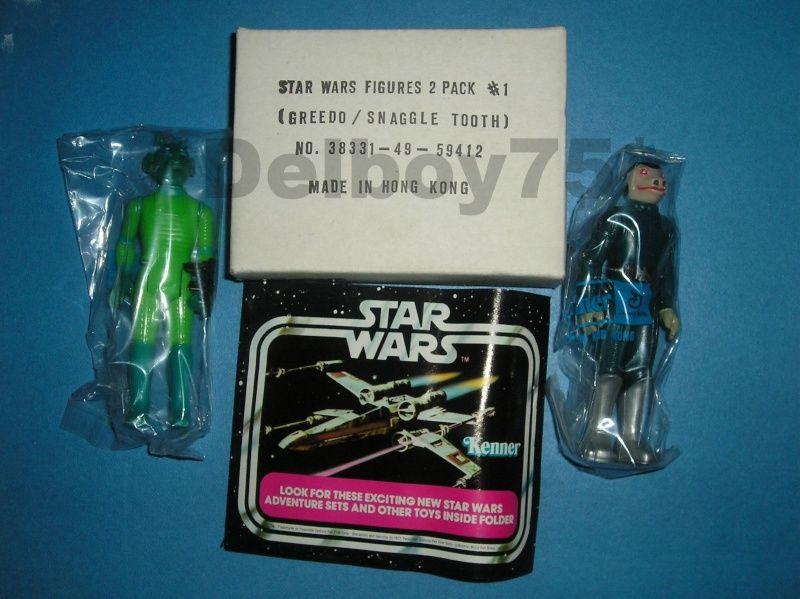 STAR WARS FIGURES 2 PACK #1
(GREEDO / SNAGGLE TOOTH)
NO. 38331-49-59412
MADE IN HONG KONG
Delboy75
STAR
WARS
TM
Kenner
LOOK FOR THESE EXCITING NEW STAR WARS
ADVENTURE SETS AND OTHER TOYS INSIDE FOLDER